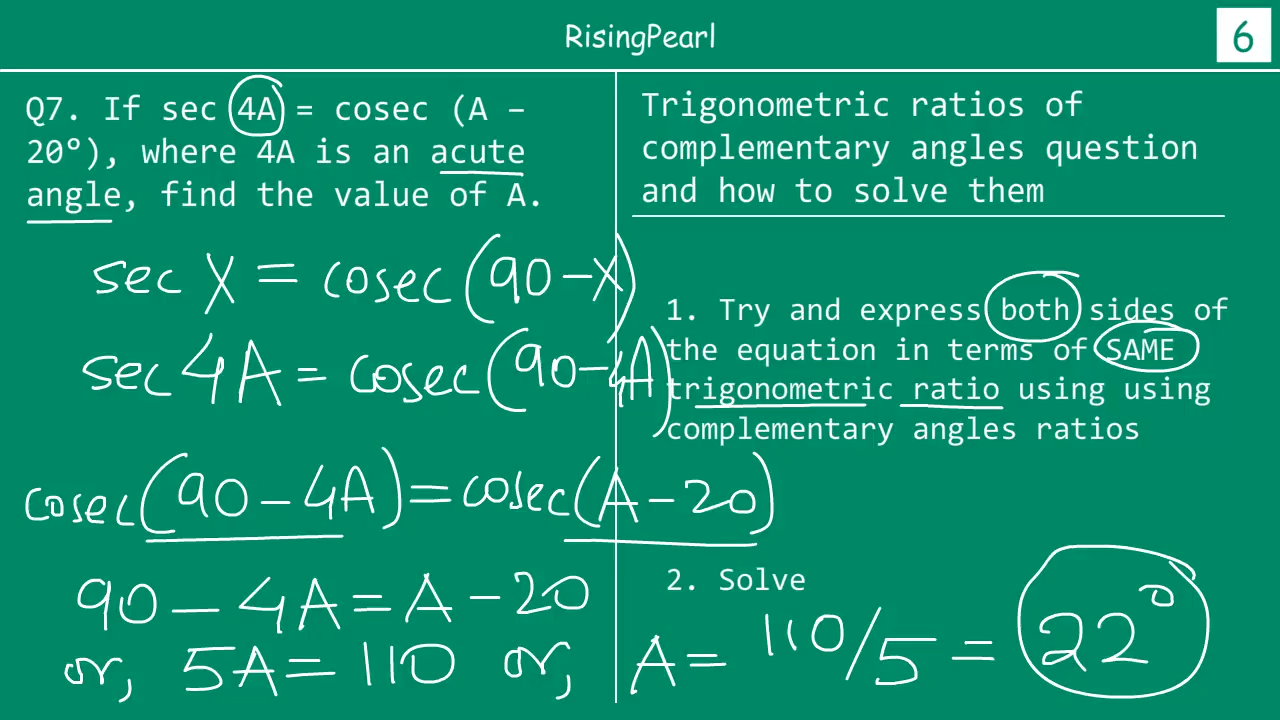 RisingPearl
6
Q7. If sec 4A = cosec (A –
20°), where 4A is an acute
angle, find the value of A.
sec X = cosec (90 – X)
sec 4A = cosec (90 – 4A)
cosec (90 – 4A) = cosec (A – 20)
90 – 4A = A – 20
or, 5A = 110 or, A = 110/5 = 22°
Trigonometric ratios of
complementary angles question
and how to solve them
1. Try and express both sides of
the equation in terms of SAME
trigonometric ratio using using
complementary angles ratios
2. Solve